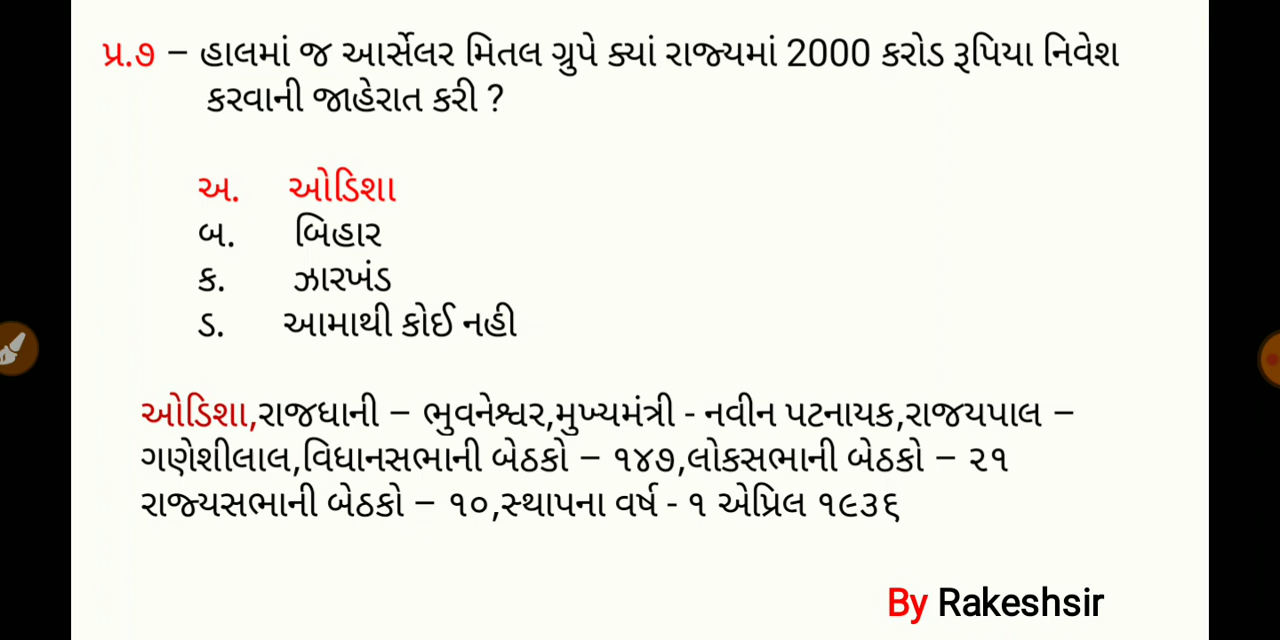 પ્ર.૭ – હાલમાં જ આર્સેલર મિતલ ગ્રુપે ક્યાં રાજ્યમાં 2000 કરોડ રૂપિયા નિવેશ
કરવાની જાહેરાત કરી ?
અ. ઓડિશા
બ. બિહાર
ક. ઝારખંડ
ડ. આમાથી કોઈ નહી
ઓડિશા,રાજધાની – ભુવનેશ્વર,મુખ્યમંત્રી - નવીન પટનાયક,રાજયપાલ –
ગણેશીલાલ,વિધાનસભાની બેઠકો – ૧૪૭,લોકસભાની બેઠકો – ૨૧
રાજ્યસભાની બેઠકો – ૧૦,સ્થાપના વર્ષ - ૧ એપ્રિલ ૧૯૩૬
By Rakeshsir